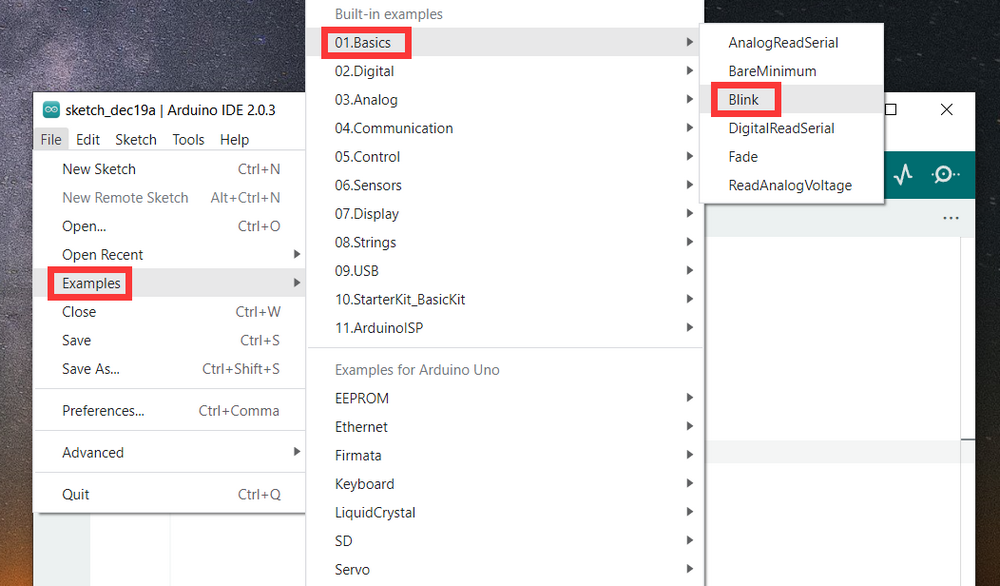 sketch_dec19a | Arduino IDE 2.0.3
File Edit Sketch Tools Help
New Sketch Ctrl+N
New Remote Sketch Alt+Ctrl+N
Open... Ctrl+O
Open Recent
Examples
Close Ctrl+W
Save Ctrl+S
Save As... Ctrl+Shift+S
Preferences... Ctrl+Comma
Advanced
Quit Ctrl+Q
Built-in examples
01.Basics
02.Digital
03.Analog
04.Communication
05.Control
06.Sensors
07.Display
08.Strings
09.USB
10.StarterKit_BasicKit
11.ArduinoISP
Examples for Arduino Uno
EEPROM
Ethernet
Firmata
Keyboard
LiquidCrystal
SD
Servo
AnalogReadSerial
BareMinimum
Blink
DigitalReadSerial
Fade
ReadAnalogVoltage